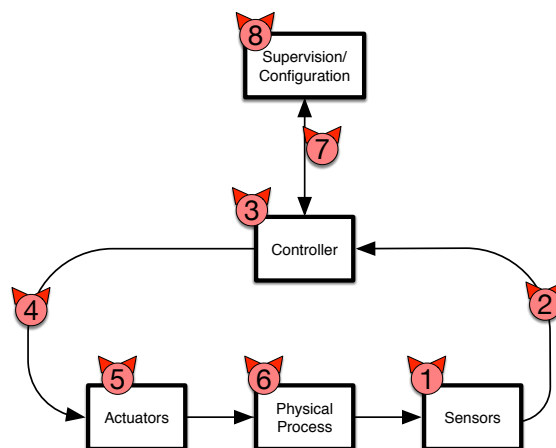 8
Supervision/
Configuration
7
3
Controller
4
2
5
Actuators
6
Physical
Process
1
Sensors